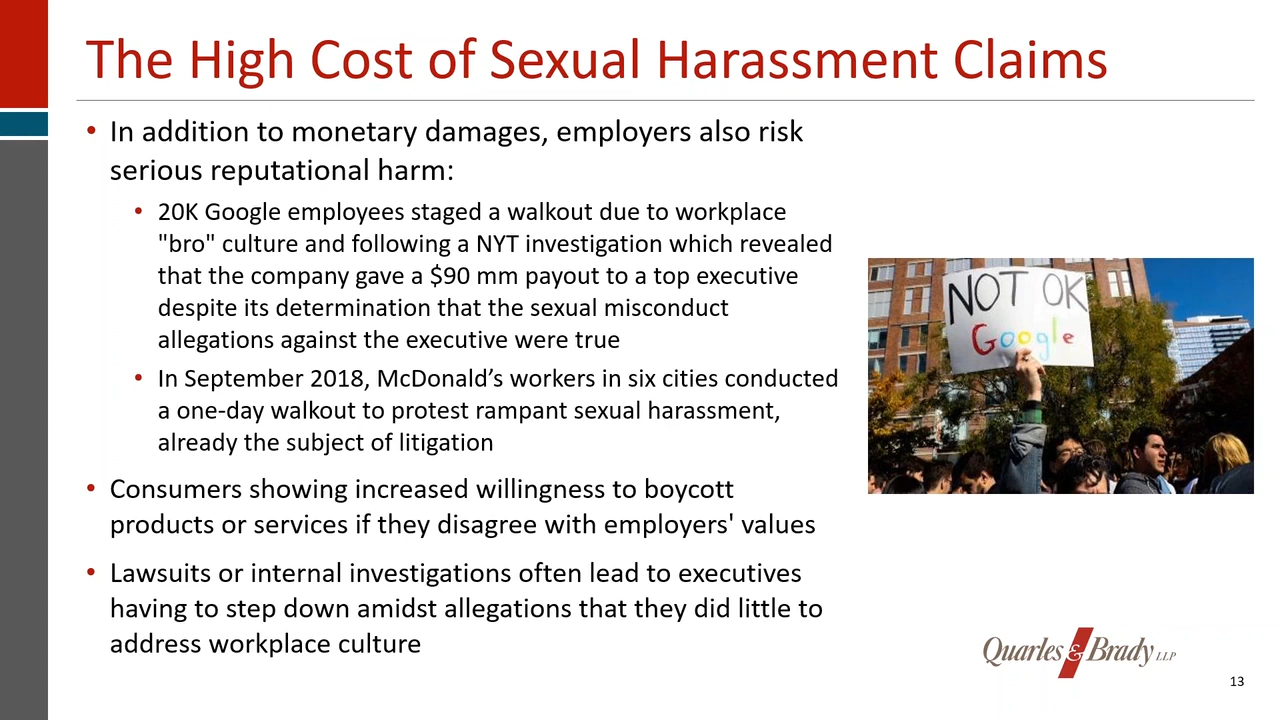 The High Cost of Sexual Harassment Claims
• In addition to monetary damages, employers also risk
serious reputational harm:
• 20K Google employees staged a walkout due to workplace
"bro" culture and following a NYT investigation which revealed
that the company gave a $90 mm payout to a top executive
despite its determination that the sexual misconduct
allegations against the executive were true
• In September 2018, McDonald’s workers in six cities conducted
a one-day walkout to protest rampant sexual harassment,
already the subject of litigation
• Consumers showing increased willingness to boycott
products or services if they disagree with employers' values
• Lawsuits or internal investigations often lead to executives
having to step down amidst allegations that they did little to
address workplace culture
NOT OK
Google
Quarles & Brady LLP
13